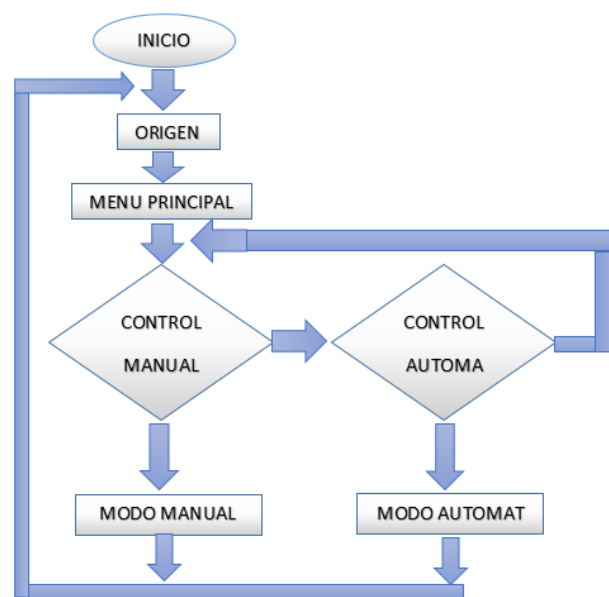 INICIO
ORIGEN
MENU PRINCIPAL
CONTROL
MANUAL
CONTROL
AUTOMA
MODO MANUAL
MODO AUTOMAT